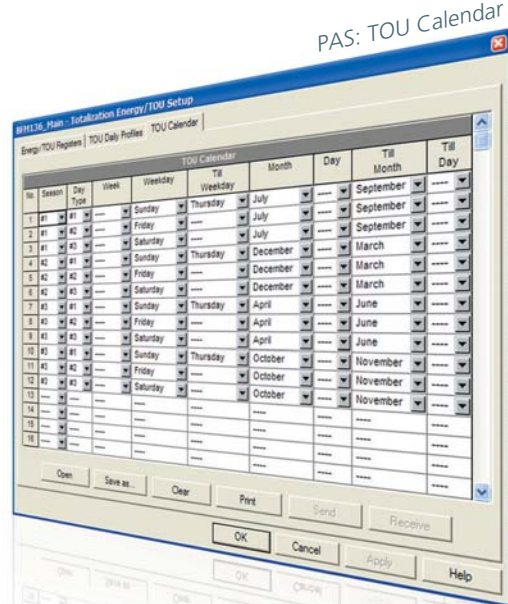 PAS: TOU Calendar
BFM136_Main - Totalization Energy/TOU Setup
Energy/TOU Registers TOU Daily Profiles TOU Calendar
TOU Calendar
No. Season Day Type Week Weekday Till Weekday Month Day Till Month Till Day
1 #1 #1 ---- Sunday Thursday July ---- September ----
2 #1 #2 ---- Friday ---- July ---- September ----
3 #1 #3 ---- Saturday ---- July ---- September ----
4 #2 #1 ---- Sunday Thursday December ---- March ----
5 #2 #2 ---- Friday ---- December ---- March ----
6 #2 #3 ---- Saturday ---- December ---- March ----
7 #3 #1 ---- Sunday Thursday April ---- June ----
8 #3 #2 ---- Friday ---- April ---- June ----
9 #3 #3 ---- Saturday ---- April ---- June ----
10 #3 #1 ---- Sunday Thursday October ---- November ----
11 #3 #2 ---- Friday ---- October ---- November ----
12 #3 #3 ---- Saturday ---- October ---- November ----
13 ---- ---- ---- ---- ---- ---- ---- ---- ----
14 ---- ---- ---- ---- ---- ---- ---- ---- ----
15 ---- ---- ---- ---- ---- ---- ---- ---- ----
16 ---- ---- ---- ---- ---- ---- ---- ---- ----
Open Save as... Clear Print Send Receive
OK Cancel Apply Help